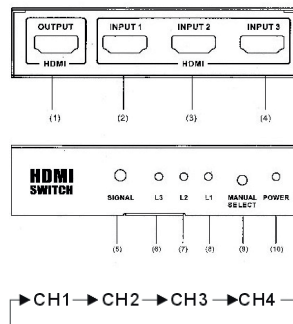 OUTPUT INPUT 1 INPUT 2 INPUT 3
HDMI HDMI
(1) (2) (3) (4)
HDMI
SWITCH
SIGNAL L3 L2 L1 MANUAL SELECT POWER
(5) (6) (7) (8) (9) (10)
CH1 CH2 CH3 CH4